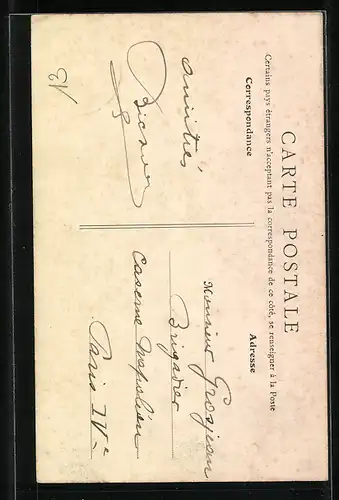 CARTE POSTALE
Certains pays étrangers n'acceptant pas la correspondance de ce côté, se renseigner à la Poste
Correspondance
Adresse
Amitiés
Monsieur Grosjean
Brigadier
Caserne Napoléon
Paris IVe